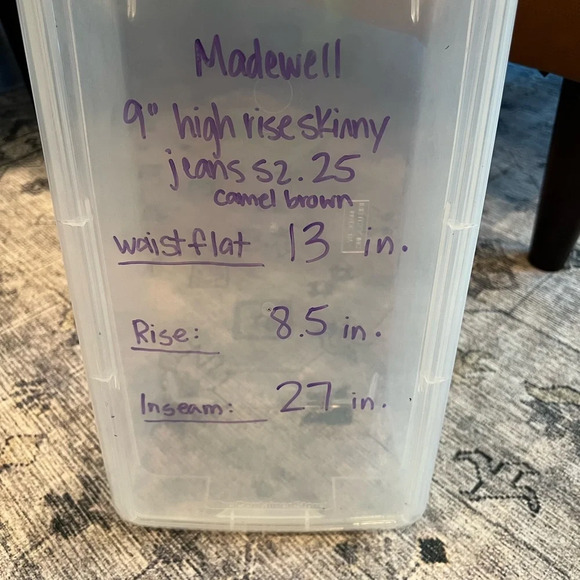 Madewell
9" high rise skinny
jeans sz. 25
camel brown
waist flat 13 in.
Rise: 8.5 in.
Inseam: 27 in.